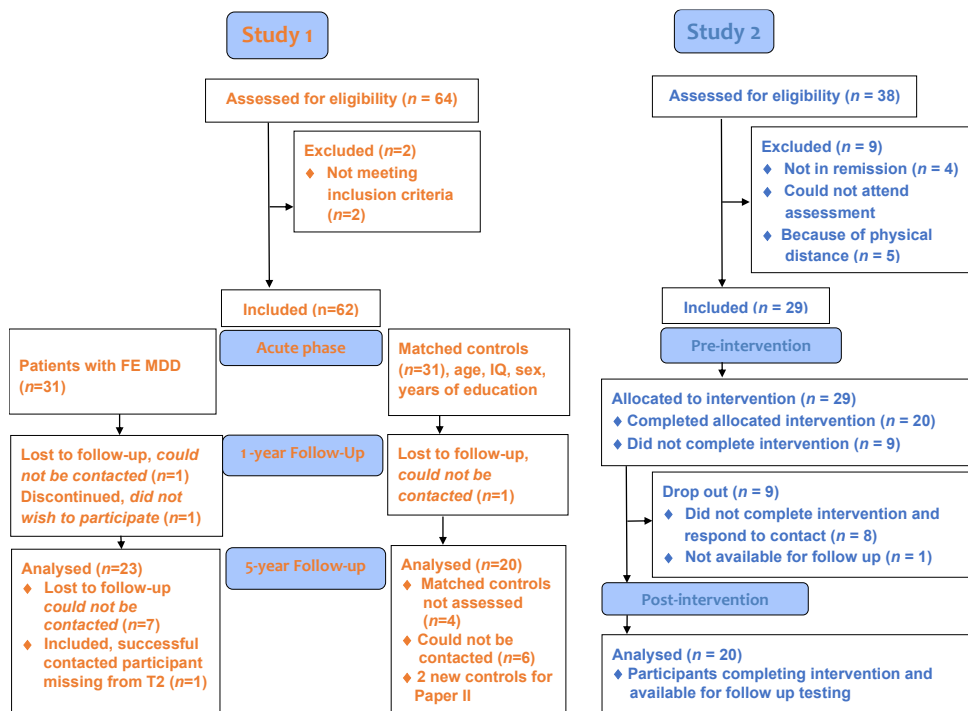 Study 1
Assessed for eligibility (n = 64)
Excluded (n=2)
♦ Not meeting
inclusion criteria
(n=2)
Included (n=62)
Acute phase
Patients with FE MDD
(n=31)
Matched controls
(n=31), age, IQ, sex,
years of education
1-year Follow-Up
Lost to follow-up, could
not be contacted (n=1)
Discontinued, did not
wish to participate (n=1)
Lost to follow-up,
could not be
contacted (n=1)
5-year Follow-up
Analysed (n=23)
♦ Lost to follow-up
could not be
contacted (n=7)
♦ Included, successful
contacted participant
missing from T2 (n=1)
Analysed (n=20)
♦ Matched controls
not assessed
(n=4)
♦ Could not be
contacted (n=6)
♦ 2 new controls for
Paper II
Study 2
Assessed for eligibility (n = 38)
Excluded (n = 9)
♦ Not in remission (n = 4)
♦ Could not attend
assessment
♦ Because of physical
distance (n = 5)
Included (n = 29)
Pre-intervention
Allocated to intervention (n = 29)
♦ Completed allocated intervention (n = 20)
♦ Did not complete intervention (n = 9)
Drop out (n = 9)
♦ Did not complete intervention and
respond to contact (n = 8)
♦ Not available for follow up (n = 1)
Post-intervention
Analysed (n = 20)
♦ Participants completing intervention and
available for follow up testing